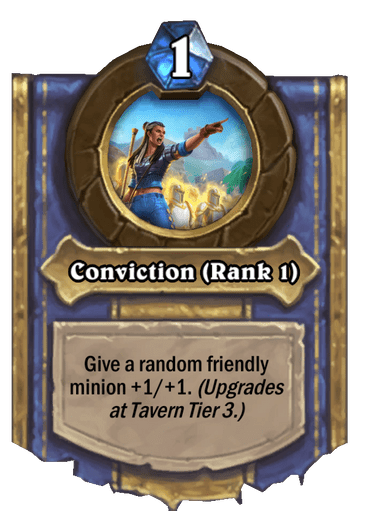 1
Conviction (Rank 1)
Give a random friendly
minion +1/+1. (Upgrades
at Tavern Tier 3.)